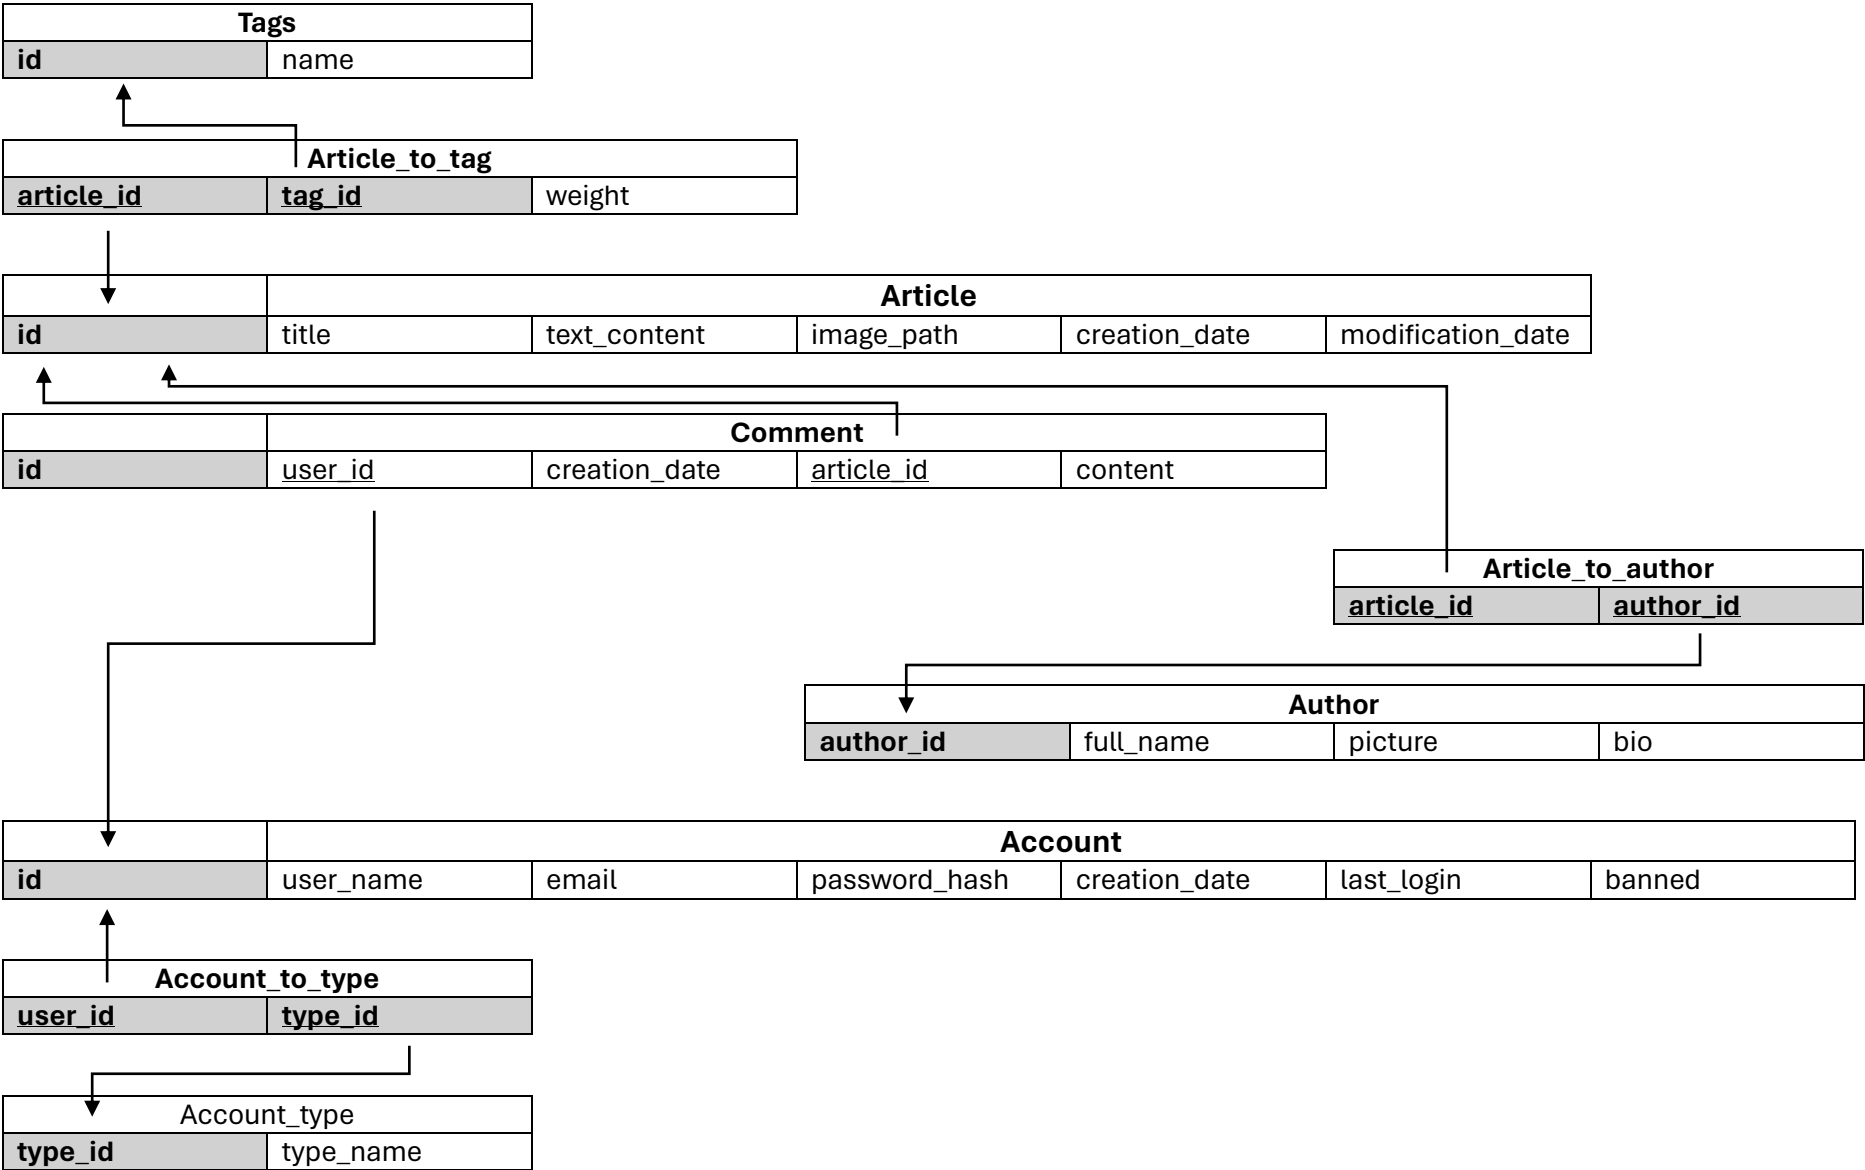 Tags
id name
Article_to_tag
article_id tag_id weight
Article
id title text_content image_path creation_date modification_date
Comment
id user_id creation_date article_id content
Article_to_author
article_id author_id
Author
author_id full_name picture bio
Account
id user_name email password_hash creation_date last_login banned
Account_to_type
user_id type_id
Account_type
type_id type_name